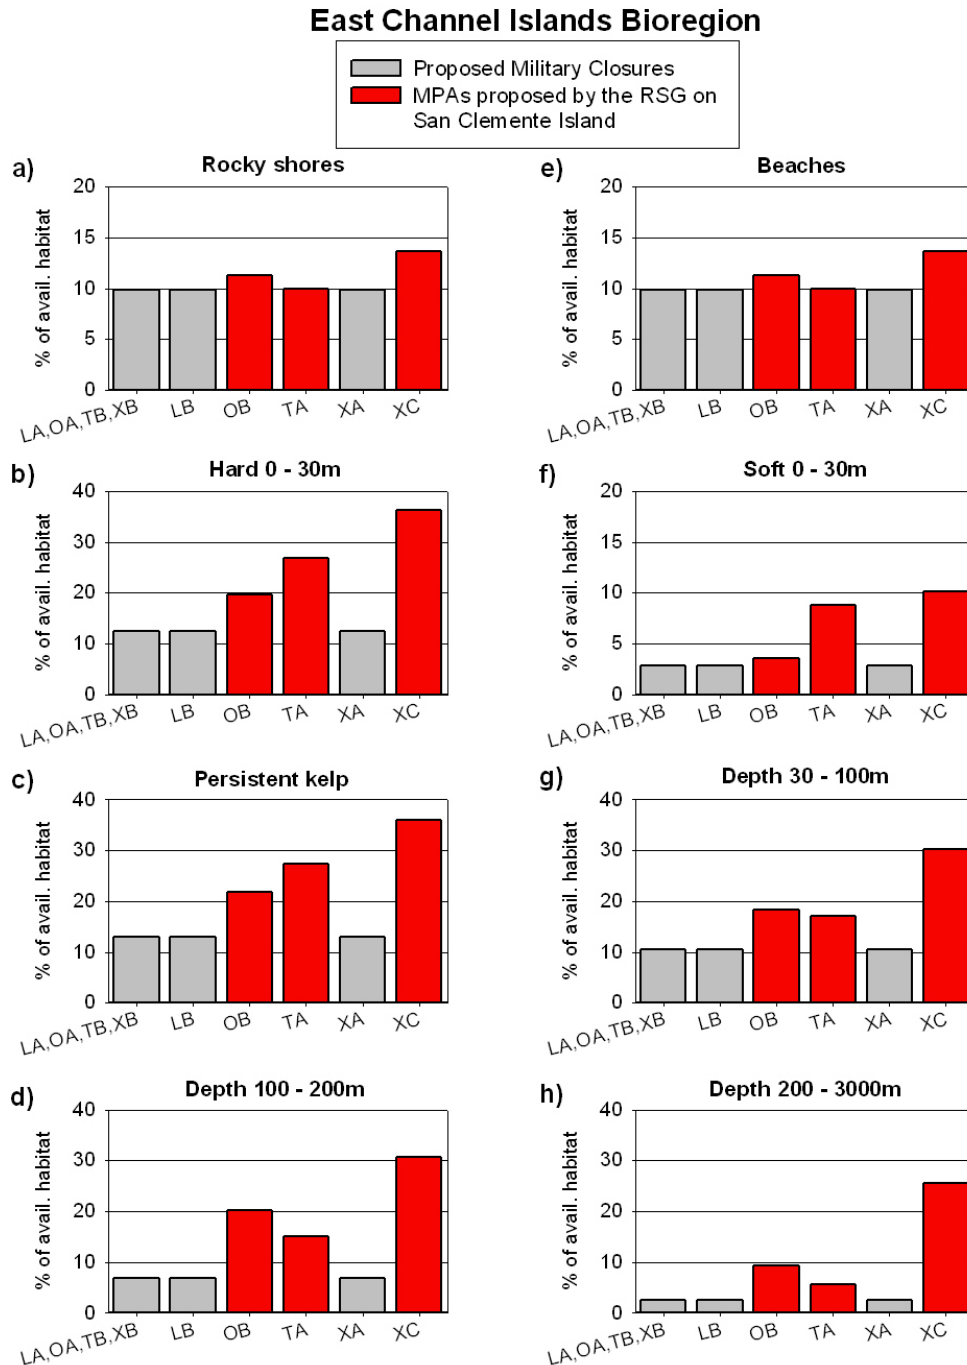 East Channel Islands Bioregion
Proposed Military Closures
MPAs proposed by the RSG on
San Clemente Island
a)
Rocky shores
% of avail. habitat
20
15
10
5
0
LA,OA,TB,XB
LB
OB
TA
XA
XC
e)
Beaches
% of avail. habitat
20
15
10
5
0
LA,OA,TB,XB
LB
OB
TA
XA
XC
b)
Hard 0 - 30m
% of avail. habitat
40
30
20
10
0
LA,OA,TB,XB
LB
OB
TA
XA
XC
f)
Soft 0 - 30m
% of avail. habitat
20
15
10
5
0
LA,OA,TB,XB
LB
OB
TA
XA
XC
c)
Persistent kelp
% of avail. habitat
40
30
20
10
0
LA,OA,TB,XB
LB
OB
TA
XA
XC
g)
Depth 30 - 100m
% of avail. habitat
40
30
20
10
0
LA,OA,TB,XB
LB
OB
TA
XA
XC
d)
Depth 100 - 200m
% of avail. habitat
40
30
20
10
0
LA,OA,TB,XB
LB
OB
TA
XA
XC
h)
Depth 200 - 3000m
% of avail. habitat
40
30
20
10
0
LA,OA,TB,XB
LB
OB
TA
XA
XC